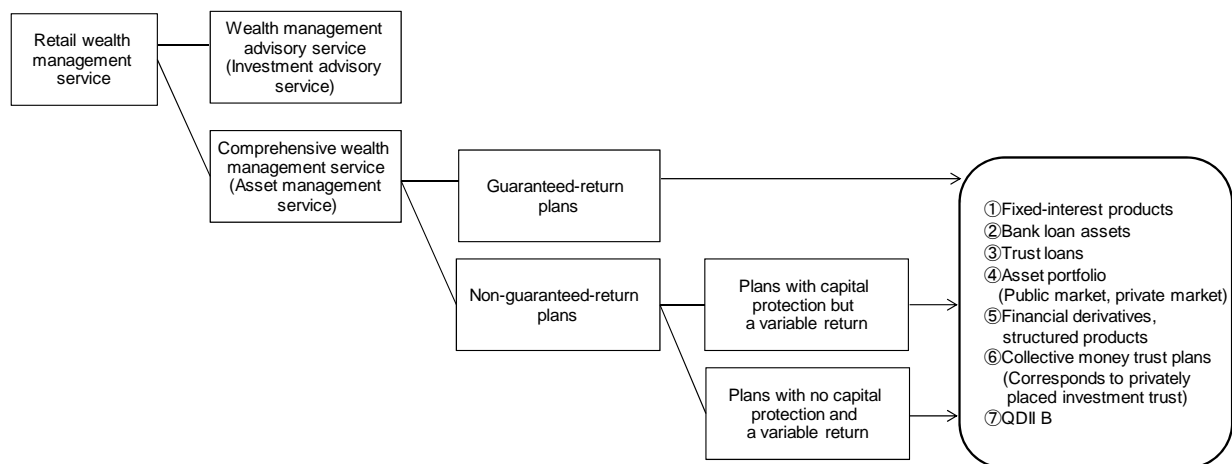 Retail wealth
management
service
Wealth management
advisory service
(Investment advisory
service)
Comprehensive wealth
management service
(Asset management
service)
Guaranteed-return
plans
Non-guaranteed-return
plans
Plans with capital
protection but
a variable return
Plans with no capital
protection and
a variable return
①Fixed-interest products
②Bank loan assets
③Trust loans
④Asset portfolio
(Public market, private market)
⑤Financial derivatives,
structured products
⑥Collective money trust plans
(Corresponds to privately
placed investment trust)
⑦QDII B